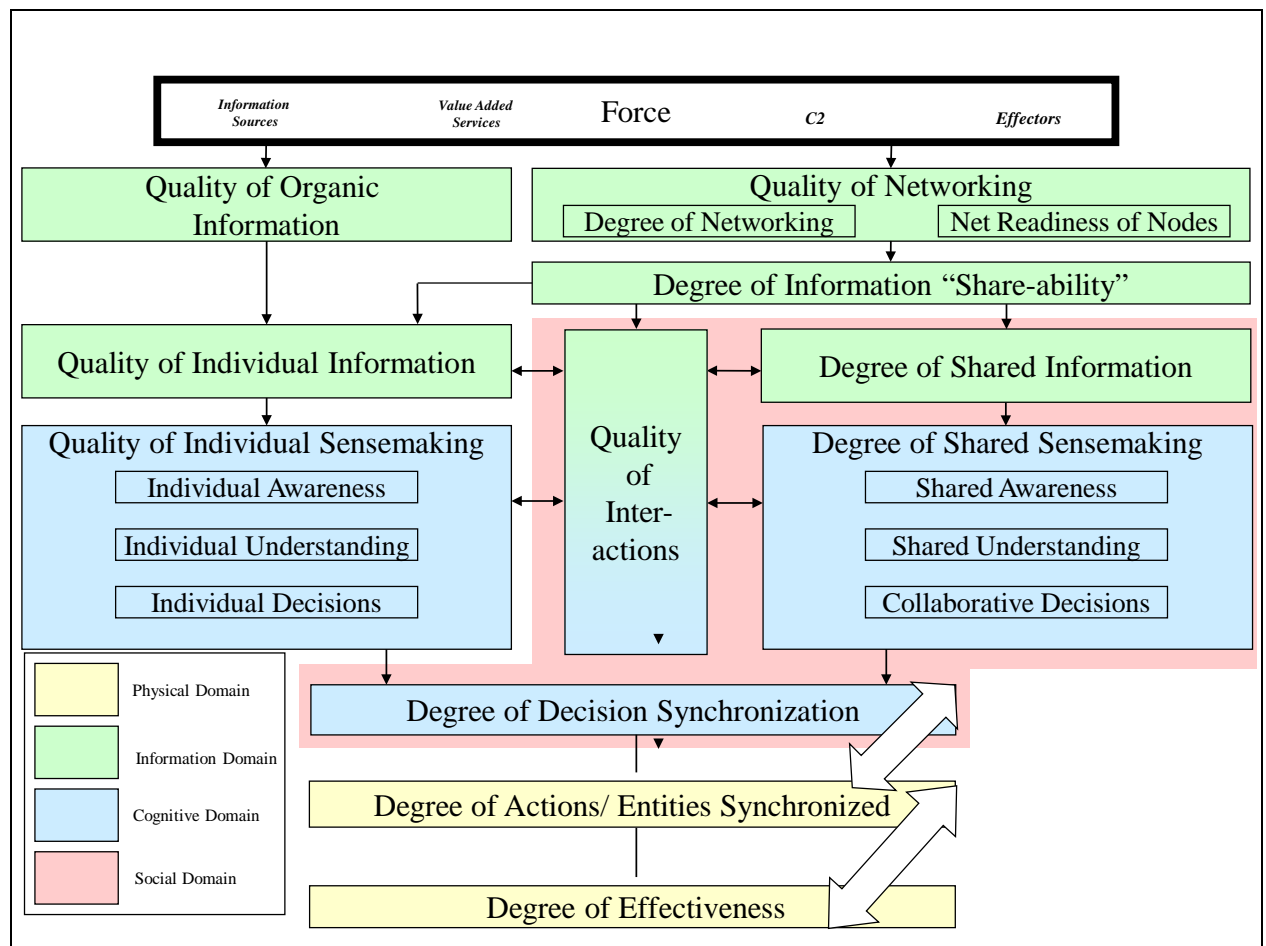 Information
Sources
Value Added
Services
Force
C2
Effectors
Quality of Organic
Information
Quality of Networking
Degree of Networking
Net Readiness of Nodes
Degree of Information “Share-ability”
Quality of Individual Information
Degree of Shared Information
Quality of Individual Sensemaking
Individual Awareness
Individual Understanding
Individual Decisions
Quality
of
Inter-
actions
Degree of Shared Sensemaking
Shared Awareness
Shared Understanding
Collaborative Decisions
Physical Domain
Information Domain
Cognitive Domain
Social Domain
Degree of Decision Synchronization
Degree of Actions/ Entities Synchronized
Degree of Effectiveness